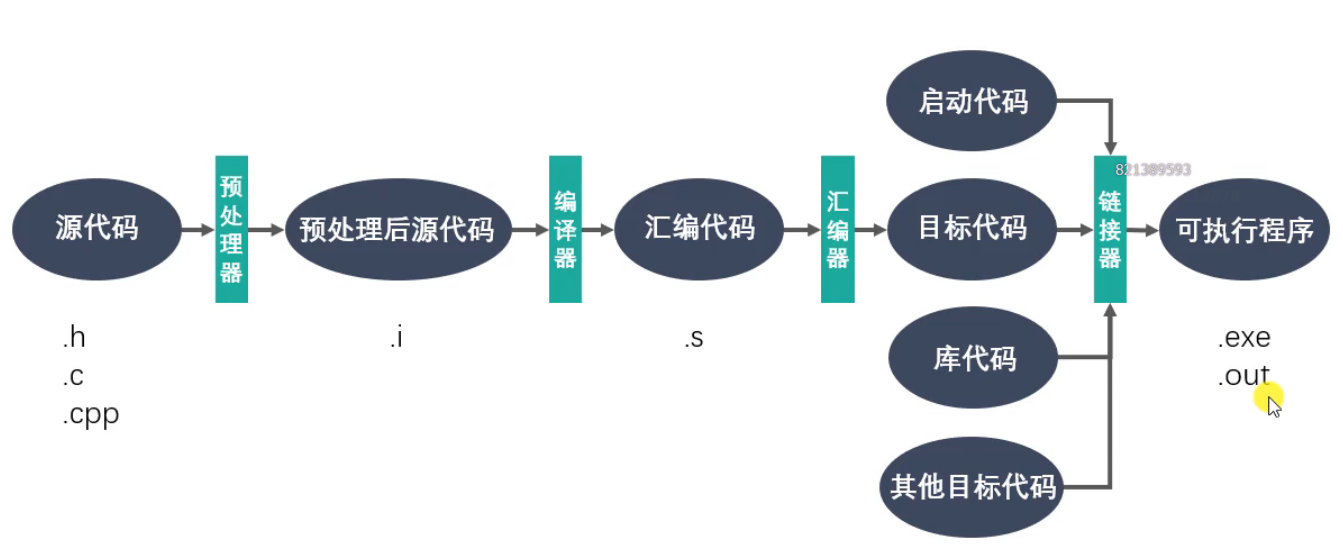 启动代码
821389593
源代码
预处理器
预处理后源代码
编译器
汇编代码
汇编器
目标代码
链接器
可执行程序
.h
.c
.cpp
.i
.s
库代码
.exe
.out
其他目标代码